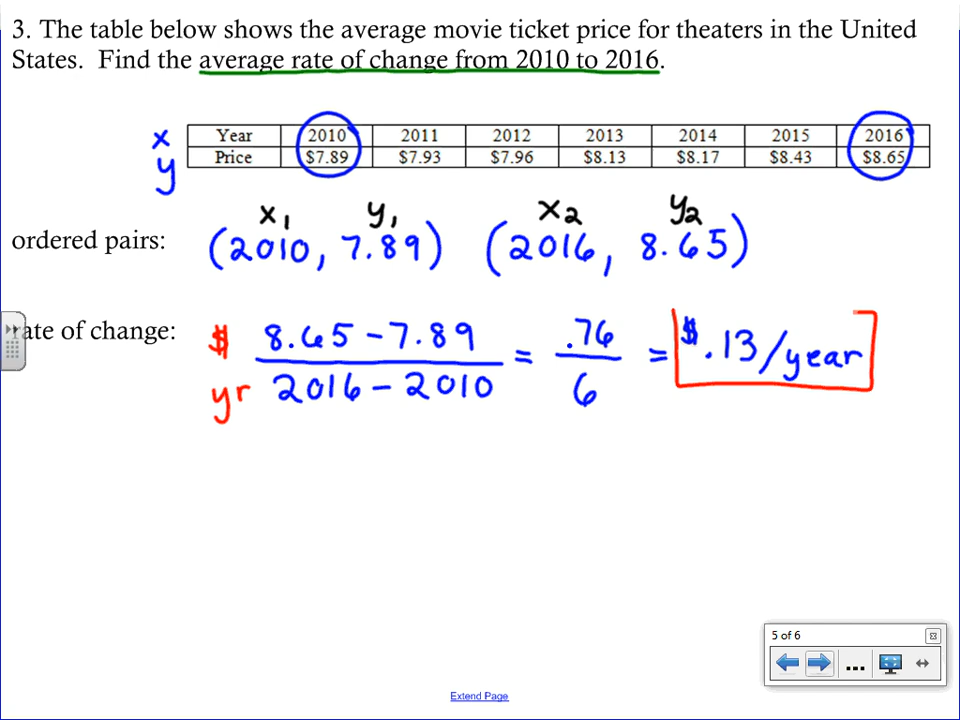 3. The table below shows the average movie ticket price for theaters in the United
States. Find the average rate of change from 2010 to 2016.
x Year 2010 2011 2012 2013 2014 2015 2016
y Price $7.89 $7.93 $7.96 $8.13 $8.17 $8.43 $8.65
x1 y1 x2 y2
ordered pairs: (2010, 7.89) (2016, 8.65)
rate of change: $ 8.65 - 7.89 = .76 = $.13/year
yr 2016 - 2010 6
5 of 6
...
Extend Page